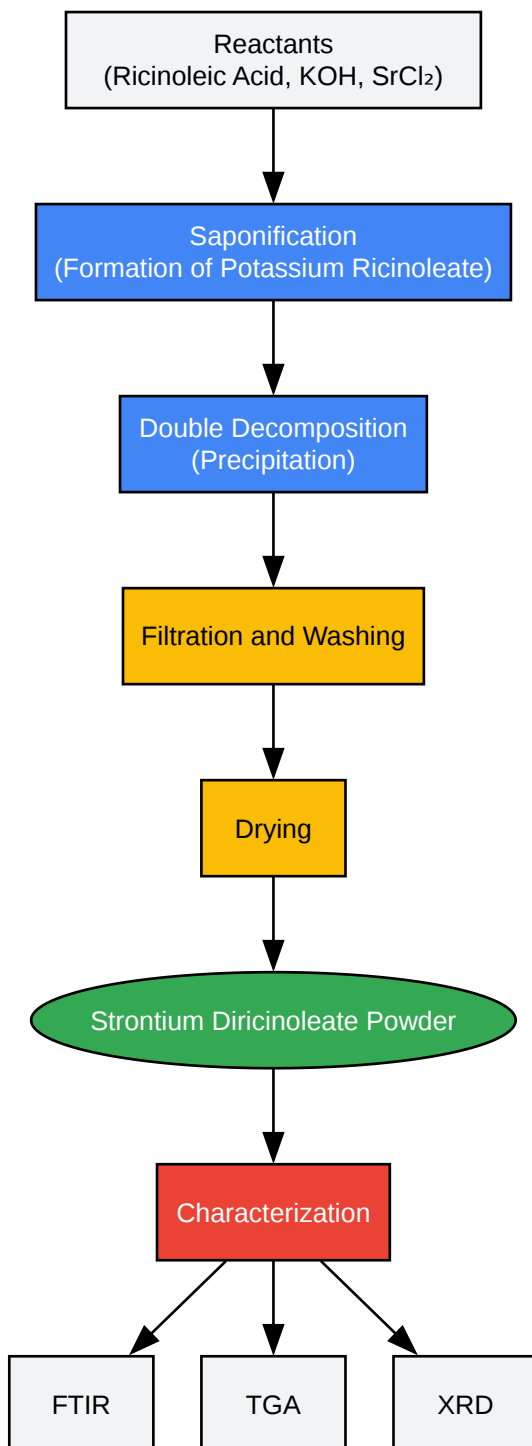 Reactants
(Ricinoleic Acid, KOH, SrCl₂)
Saponification
(Formation of Potassium Ricinoleate)
Double Decomposition
(Precipitation)
Filtration and Washing
Drying
Strontium Diricinoleate Powder
Characterization
FTIR
TGA
XRD